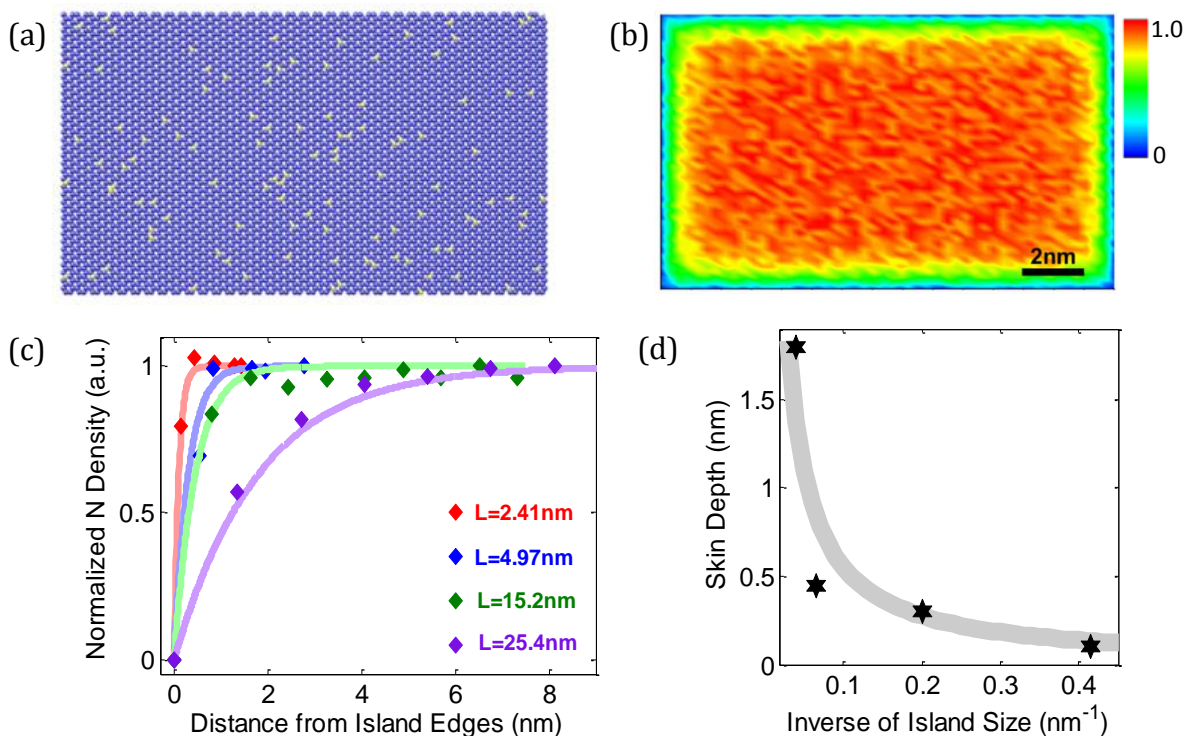 (a)
(b)
1.0
0
2nm
(c)
Normalized N Density (a.u.)
1
0.5
0
L=2.41nm
L=4.97nm
L=15.2nm
L=25.4nm
0 2 4 6 8
Distance from Island Edges (nm)
(d)
Skin Depth (nm)
1.5
1
0.5
0
0.1 0.2 0.3 0.4
Inverse of Island Size (nm⁻¹)